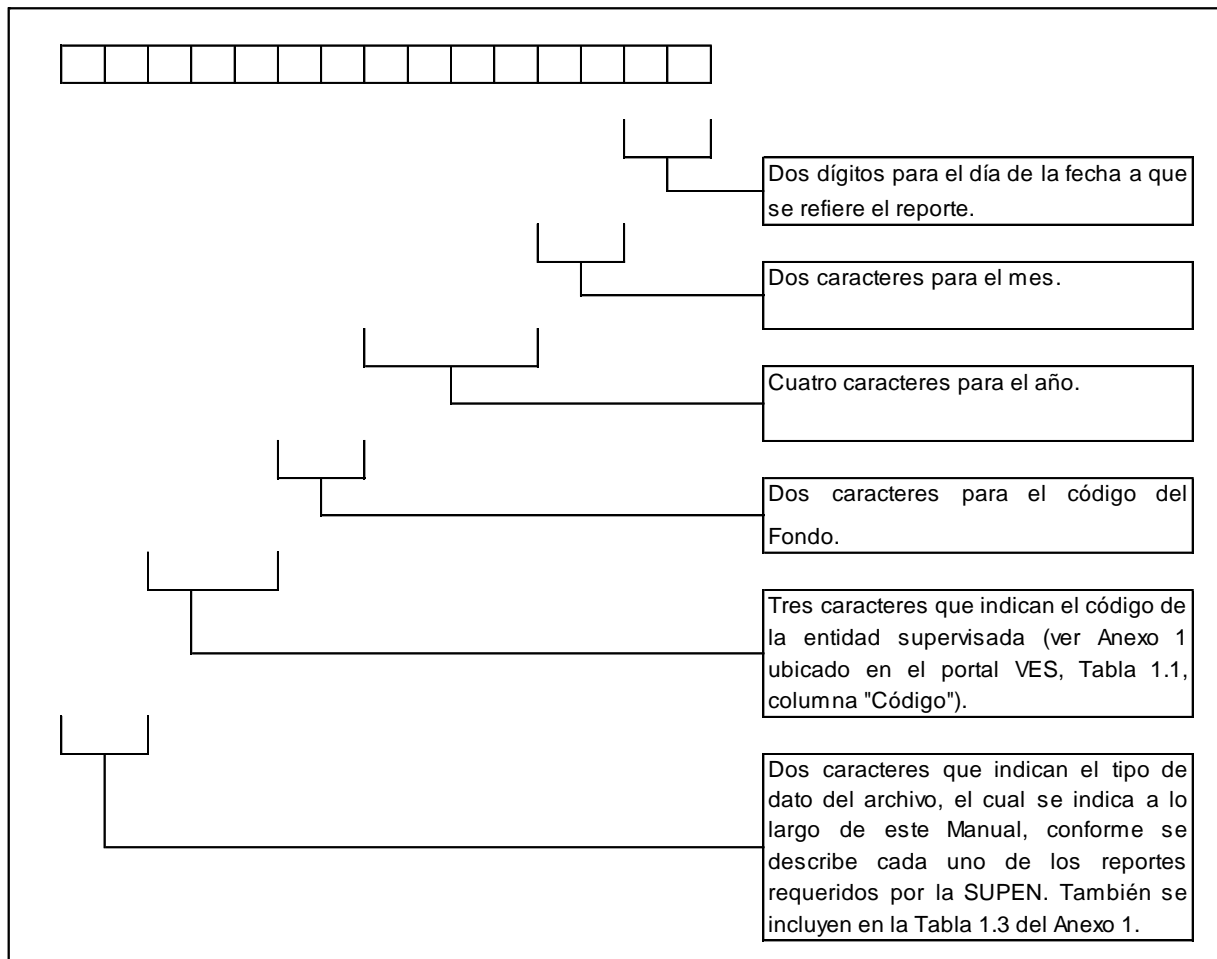 Dos dígitos para el día de la fecha a que
se refiere el reporte.
Dos caracteres para el mes.
Cuatro caracteres para el año.
Dos caracteres para el código del
Fondo.
Tres caracteres que indican el código de
la entidad supervisada (ver Anexo 1
ubicado en el portal VES, Tabla 1.1,
columna "Código").
Dos caracteres que indican el tipo de
dato del archivo, el cual se indica a lo
largo de este Manual, conforme se
describe cada uno de los reportes
requeridos por la SUPEN. También se
incluyen en la Tabla 1.3 del Anexo 1.